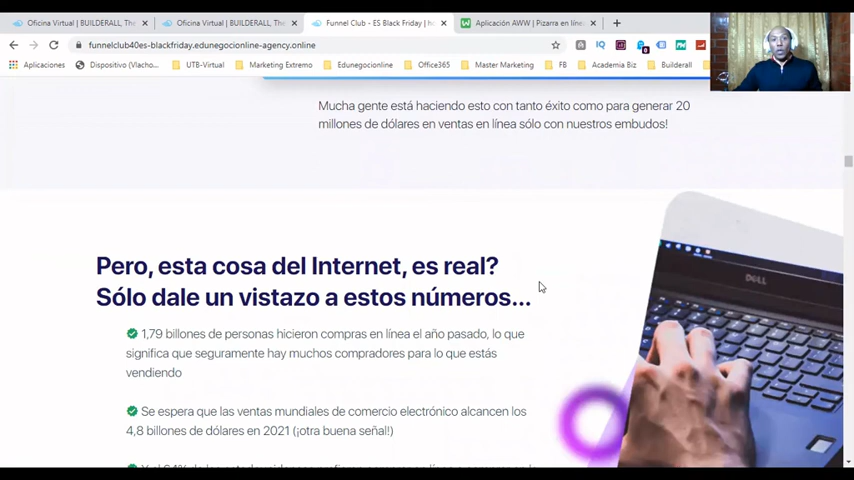 Oficina Virtual | BUILDERALL, The
Oficina Virtual | BUILDERALL, The
Funnel Club - ES Black Friday | ho
Aplicación AWW | Pizarra en línea
funnelclub40es-blackfriday.edunegocionline-agency.online
Aplicaciones
Dispositivo (Vlacho...
UTB-Virtual
Marketing Extremo
Edunegocionline
Office365
Master Marketing
FB
Academia Biz
Builderall
Mucha gente está haciendo esto con tanto éxito como para generar 20
millones de dólares en ventas en línea sólo con nuestros embudos!
Pero, esta cosa del Internet, es real?
Sólo dale un vistazo a estos números...
1,79 billones de personas hicieron compras en línea el año pasado, lo que
significa que seguramente hay muchos compradores para lo que estás
vendiendo
Se espera que las ventas mundiales de comercio electrónico alcancen los
4,8 billones de dólares en 2021 (¡otra buena señal!)
DELL